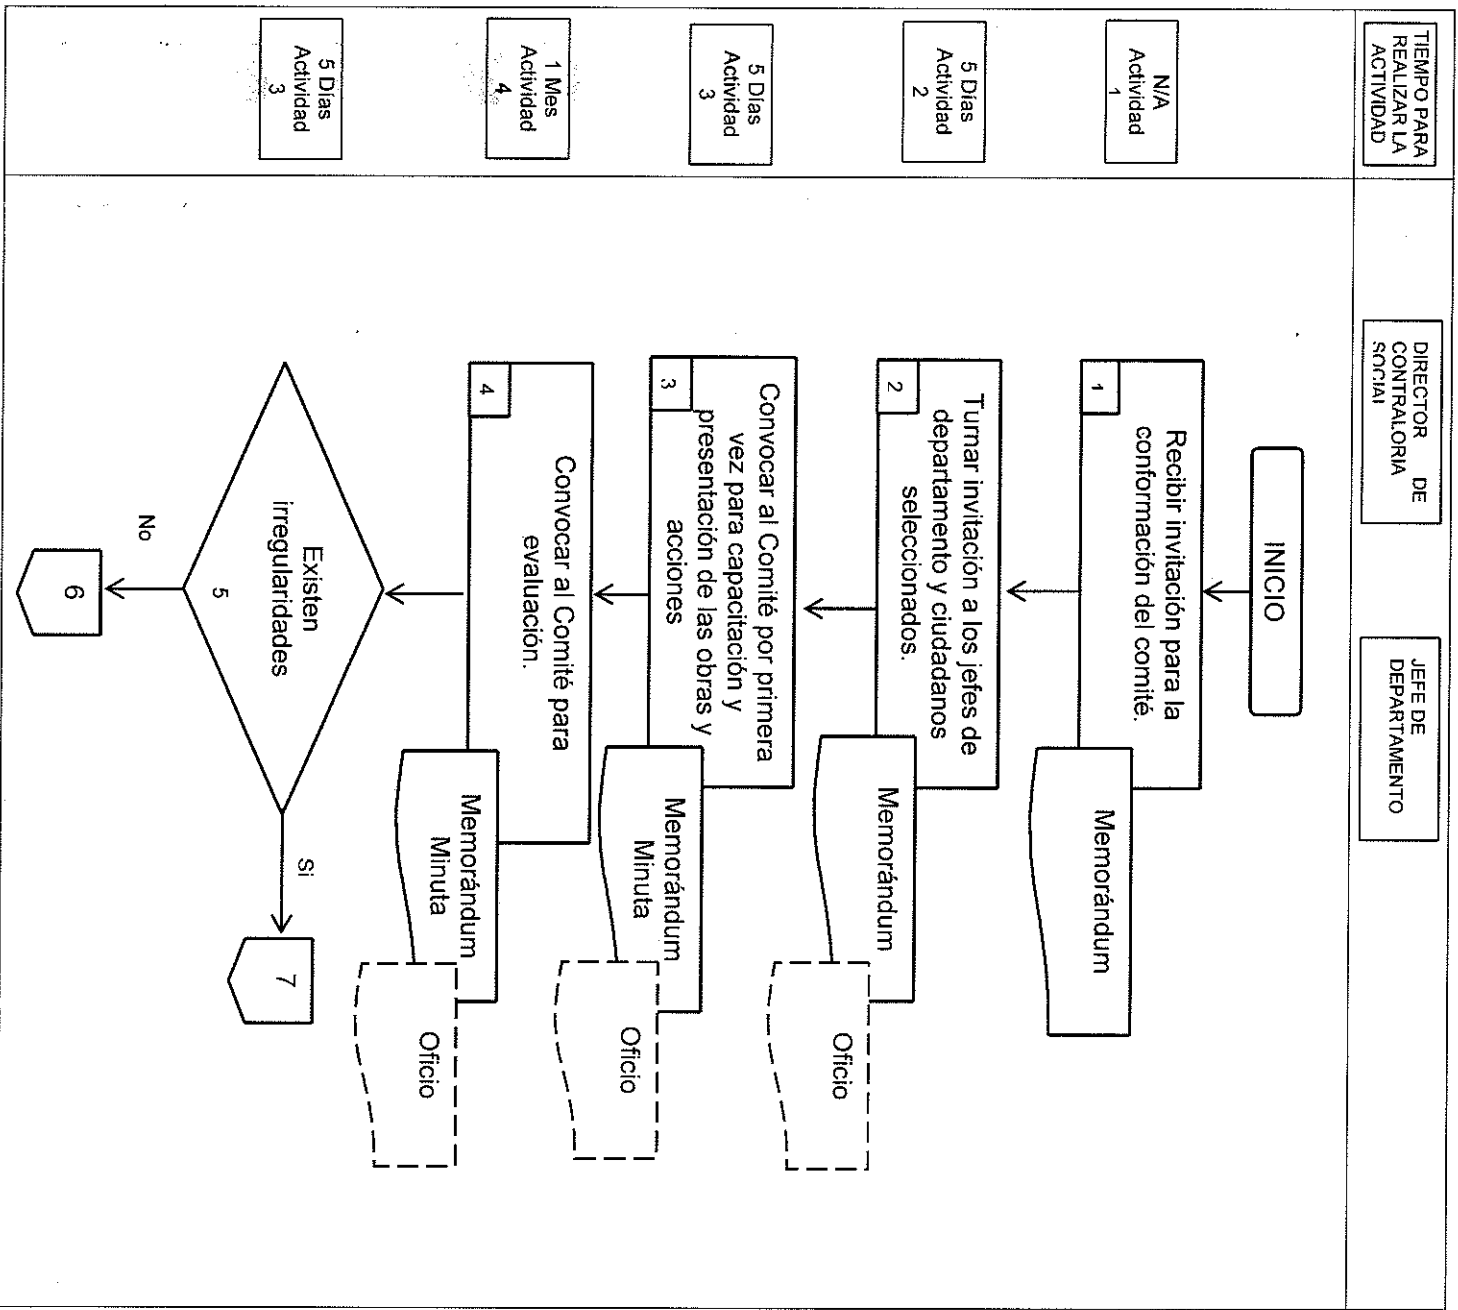 TIEMPO PARA
REALIZAR LA
ACTIVIDAD
DIRECTOR DE
CONTRALORIA
SOCIAL
JEFE DE
DEPARTAMENTO
INICIO
N/A
Actividad
1
Recibir invitación para la
conformación del comité.
1
Memorándum
5 Días
Actividad
2
Turnar invitación a los jefes de
departamento y ciudadanos
seleccionados.
2
Memorándum
Oficio
5 Días
Actividad
3
Convocar al Comité por primera
vez para capacitación y
presentación de las obras y
acciones
3
Memorándum
Minuta
Oficio
1 Mes
Actividad
4
Convocar al Comité para
evaluación.
4
Memorándum
Minuta
Oficio
5 Días
Actividad
3
Existen
irregularidades
5
Si
7
No
6